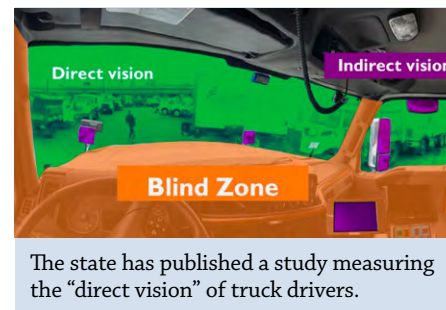 Direct vision
Indirect vision
Blind Zone
The state has published a study measuring
the “direct vision” of truck drivers.